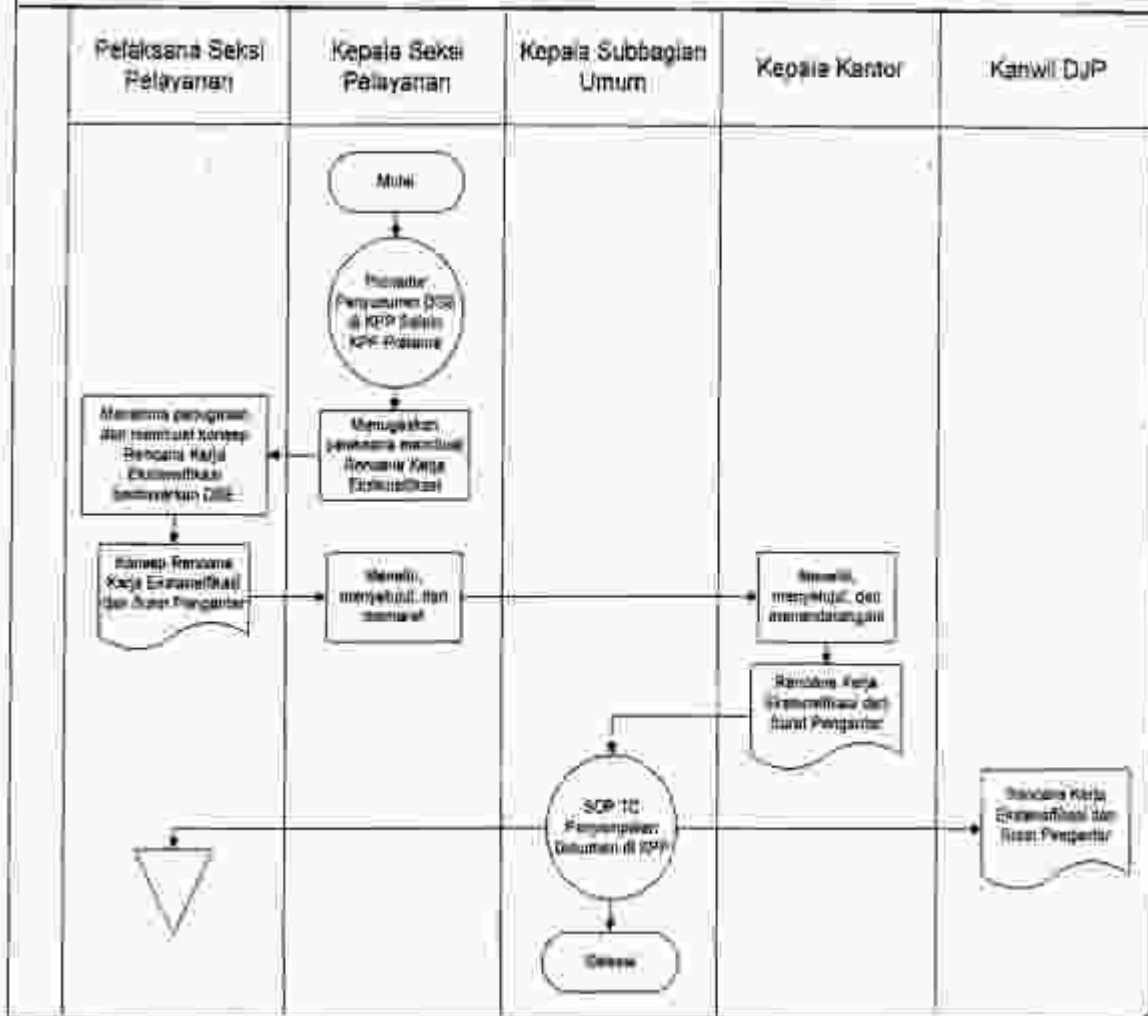 Pelaksana Seksi
Pelayanan
Kepala Seksi
Pelayanan
Kepala Subbagian
Umum
Kepala Kantor
Kanwil DJP
Mulai
Prosedur
Penyusunan DSE
di KPP Selain
KPP Pratama
Menerima penugasan
dan membuat konsep
Rencana Kerja
Ekstensifikasi
berdasarkan DSE
Menugaskan
pelaksana membuat
Rencana Kerja
Ekstensifikasi
Konsep Rencana
Kerja Ekstensifikasi
dan Surat Pengantar
Meneliti,
menyetujui, dan
memaraf
Meneliti,
menyetujui, dan
menandatangani
Rencana Kerja
Ekstensifikasi dan
Surat Pengantar
SOP TC
Penyampaian
Dokumen di KPP
Rencana Kerja
Ekstensifikasi dan
Surat Pengantar
Selesai